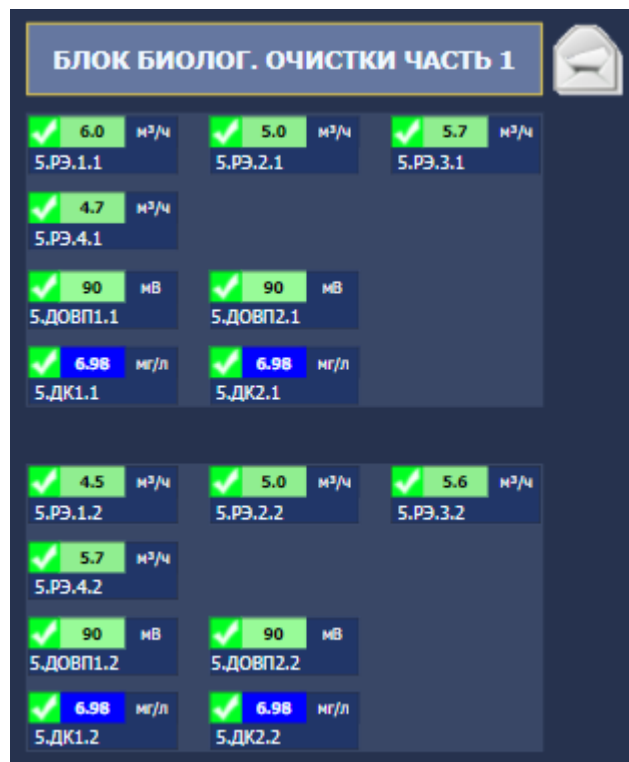 БЛОК БИОЛОГ. ОЧИСТКИ ЧАСТЬ 1
6.0 м³/ч 5.0 м³/ч 5.7 м³/ч
5.РЭ.1.1 5.РЭ.2.1 5.РЭ.3.1
4.7 м³/ч
5.РЭ.4.1
90 мВ 90 мВ
5.ДОВП1.1 5.ДОВП2.1
6.98 мг/л 6.98 мг/л
5.ДК1.1 5.ДК2.1
4.5 м³/ч 5.0 м³/ч 5.6 м³/ч
5.РЭ.1.2 5.РЭ.2.2 5.РЭ.3.2
5.7 м³/ч
5.РЭ.4.2
90 мВ 90 мВ
5.ДОВП1.2 5.ДОВП2.2
6.98 мг/л 6.98 мг/л
5.ДК1.2 5.ДК2.2